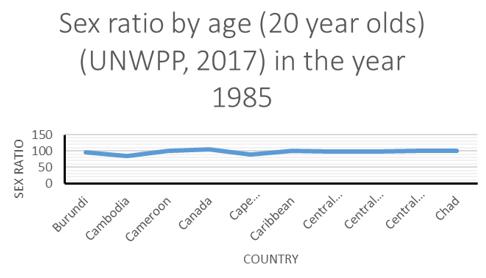 Sex ratio by age (20 year olds)
(UNWPP, 2017) in the year
1985
150
100
50
0
SEX RATIO
Burundi
Cambodia
Cameroon
Canada
Cape...
Caribbean
Central...
Central...
Central...
Chad
COUNTRY